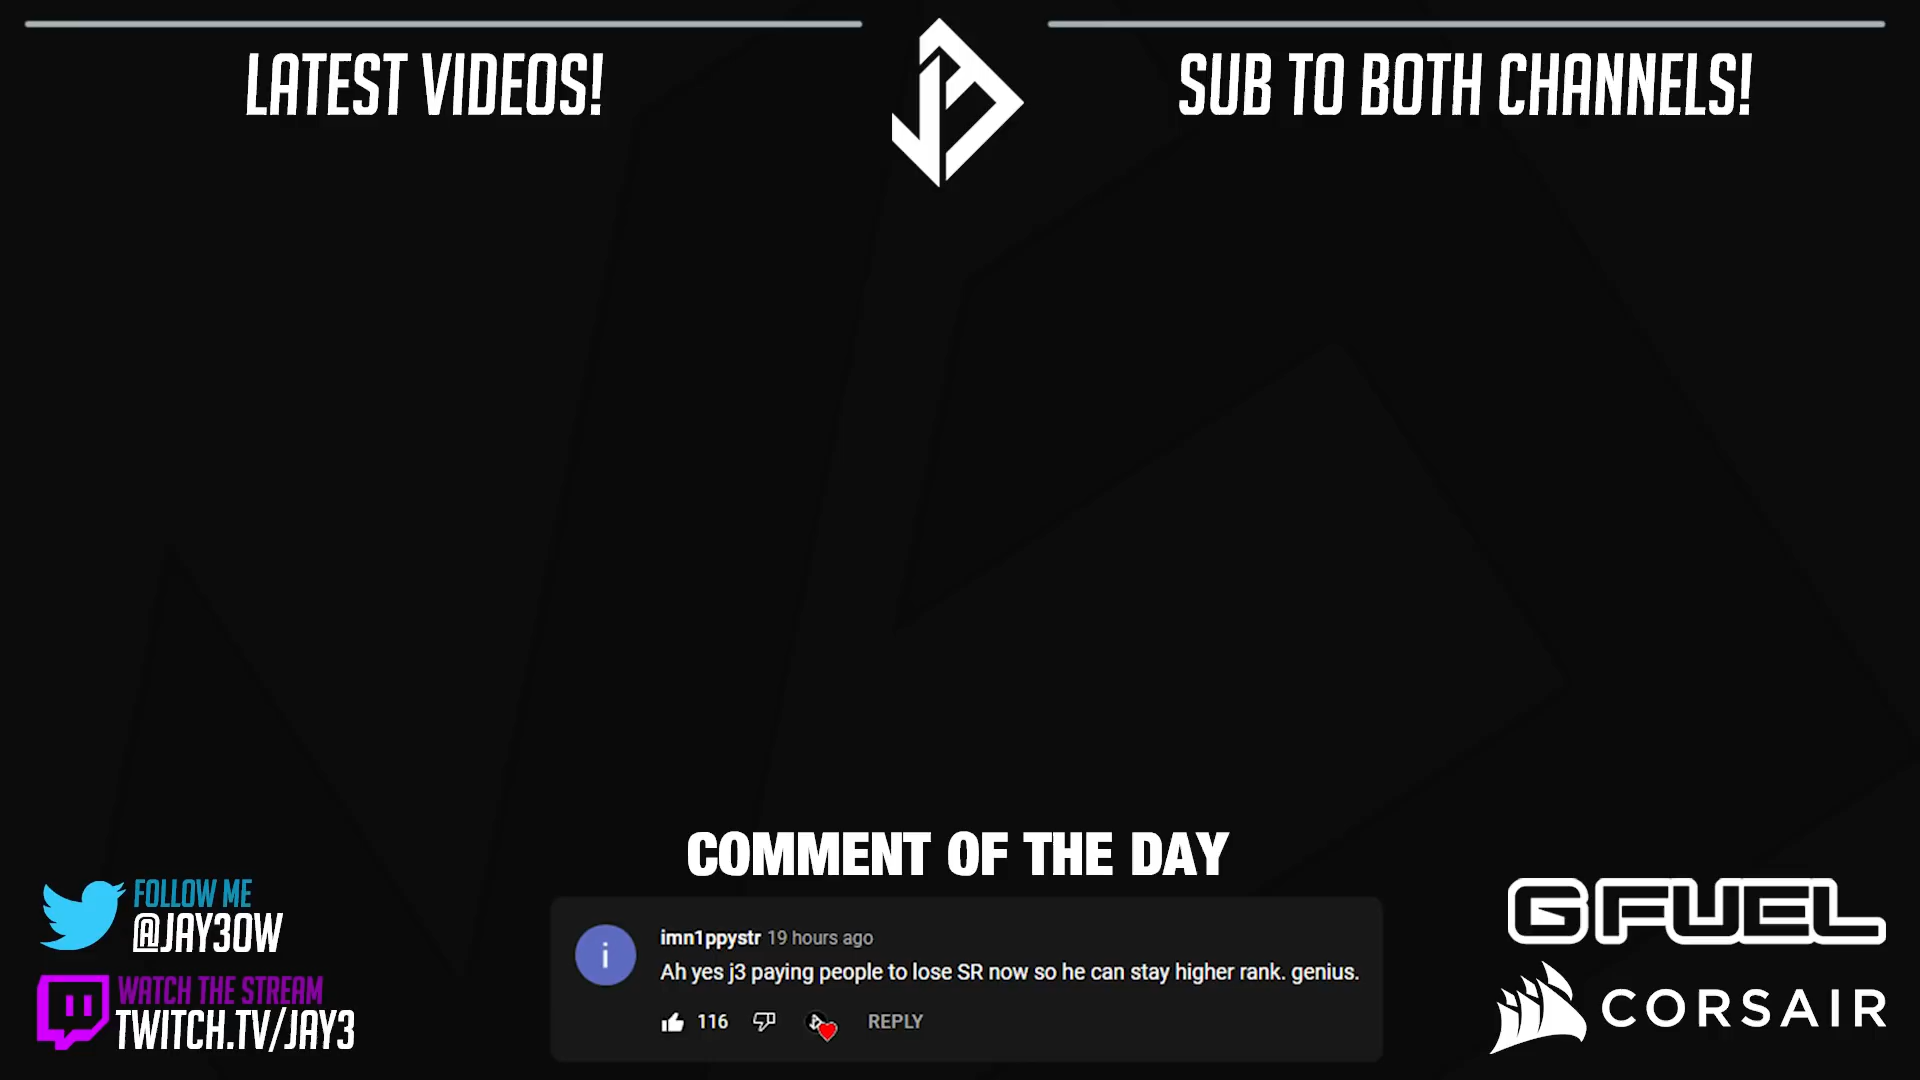 LATEST VIDEOS!
SUB TO BOTH CHANNELS!
COMMENT OF THE DAY
imn1ppystr 19 hours ago
Ah yes j3 paying people to lose SR now so he can stay higher rank. genius.
116 REPLY
FOLLOW ME
@JAY3OW
WATCH THE STREAM
TWITCH.TV/JAY3
G FUEL
CORSAIR